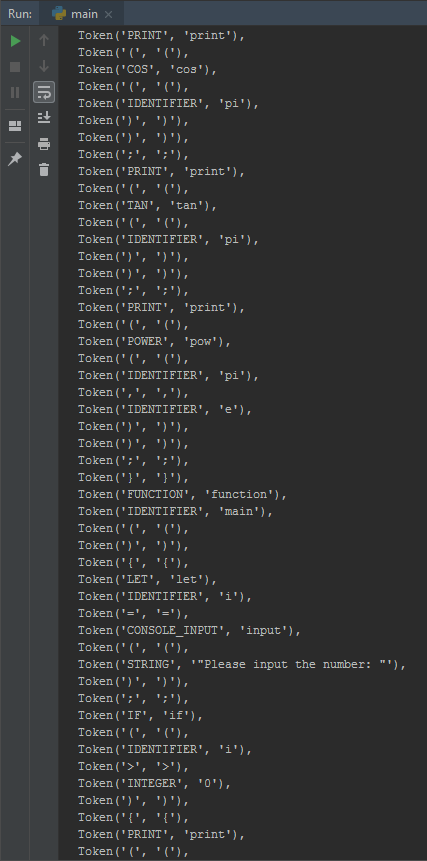 Run: main
Token('PRINT', 'print'),
Token('(', '('),
Token('COS', 'cos'),
Token('(', '('),
Token('IDENTIFIER', 'pi'),
Token(')', ')'),
Token(')', ')'),
Token(';', ';'),
Token('PRINT', 'print'),
Token('(', '('),
Token('TAN', 'tan'),
Token('(', '('),
Token('IDENTIFIER', 'pi'),
Token(')', ')'),
Token(')', ')'),
Token(';', ';'),
Token('PRINT', 'print'),
Token('(', '('),
Token('POWER', 'pow'),
Token('(', '('),
Token('IDENTIFIER', 'pi'),
Token(',', ','),
Token('IDENTIFIER', 'e'),
Token(')', ')'),
Token(')', ')'),
Token(';', ';'),
Token('}', '}'),
Token('FUNCTION', 'function'),
Token('IDENTIFIER', 'main'),
Token('(', '('),
Token(')', ')'),
Token('{', '{'),
Token('LET', 'let'),
Token('IDENTIFIER', 'i'),
Token('=', '='),
Token('CONSOLE_INPUT', 'input'),
Token('(', '('),
Token('STRING', '"Please input the number: "'),
Token(')', ')'),
Token(';', ';'),
Token('IF', 'if'),
Token('(', '('),
Token('IDENTIFIER', 'i'),
Token('>', '>'),
Token('INTEGER', '0'),
Token(')', ')'),
Token('{', '{'),
Token('PRINT', 'print'),
Token('(', '('),